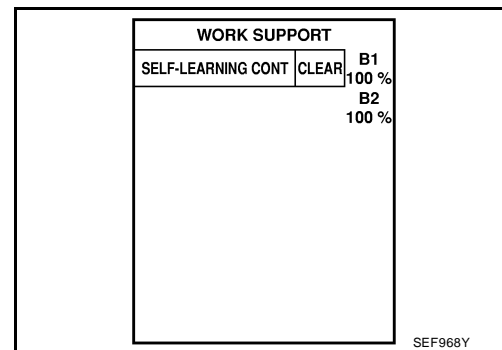 WORK SUPPORT
SELF-LEARNING CONT CLEAR B1
100 %
B2
100 %
SEF968Y